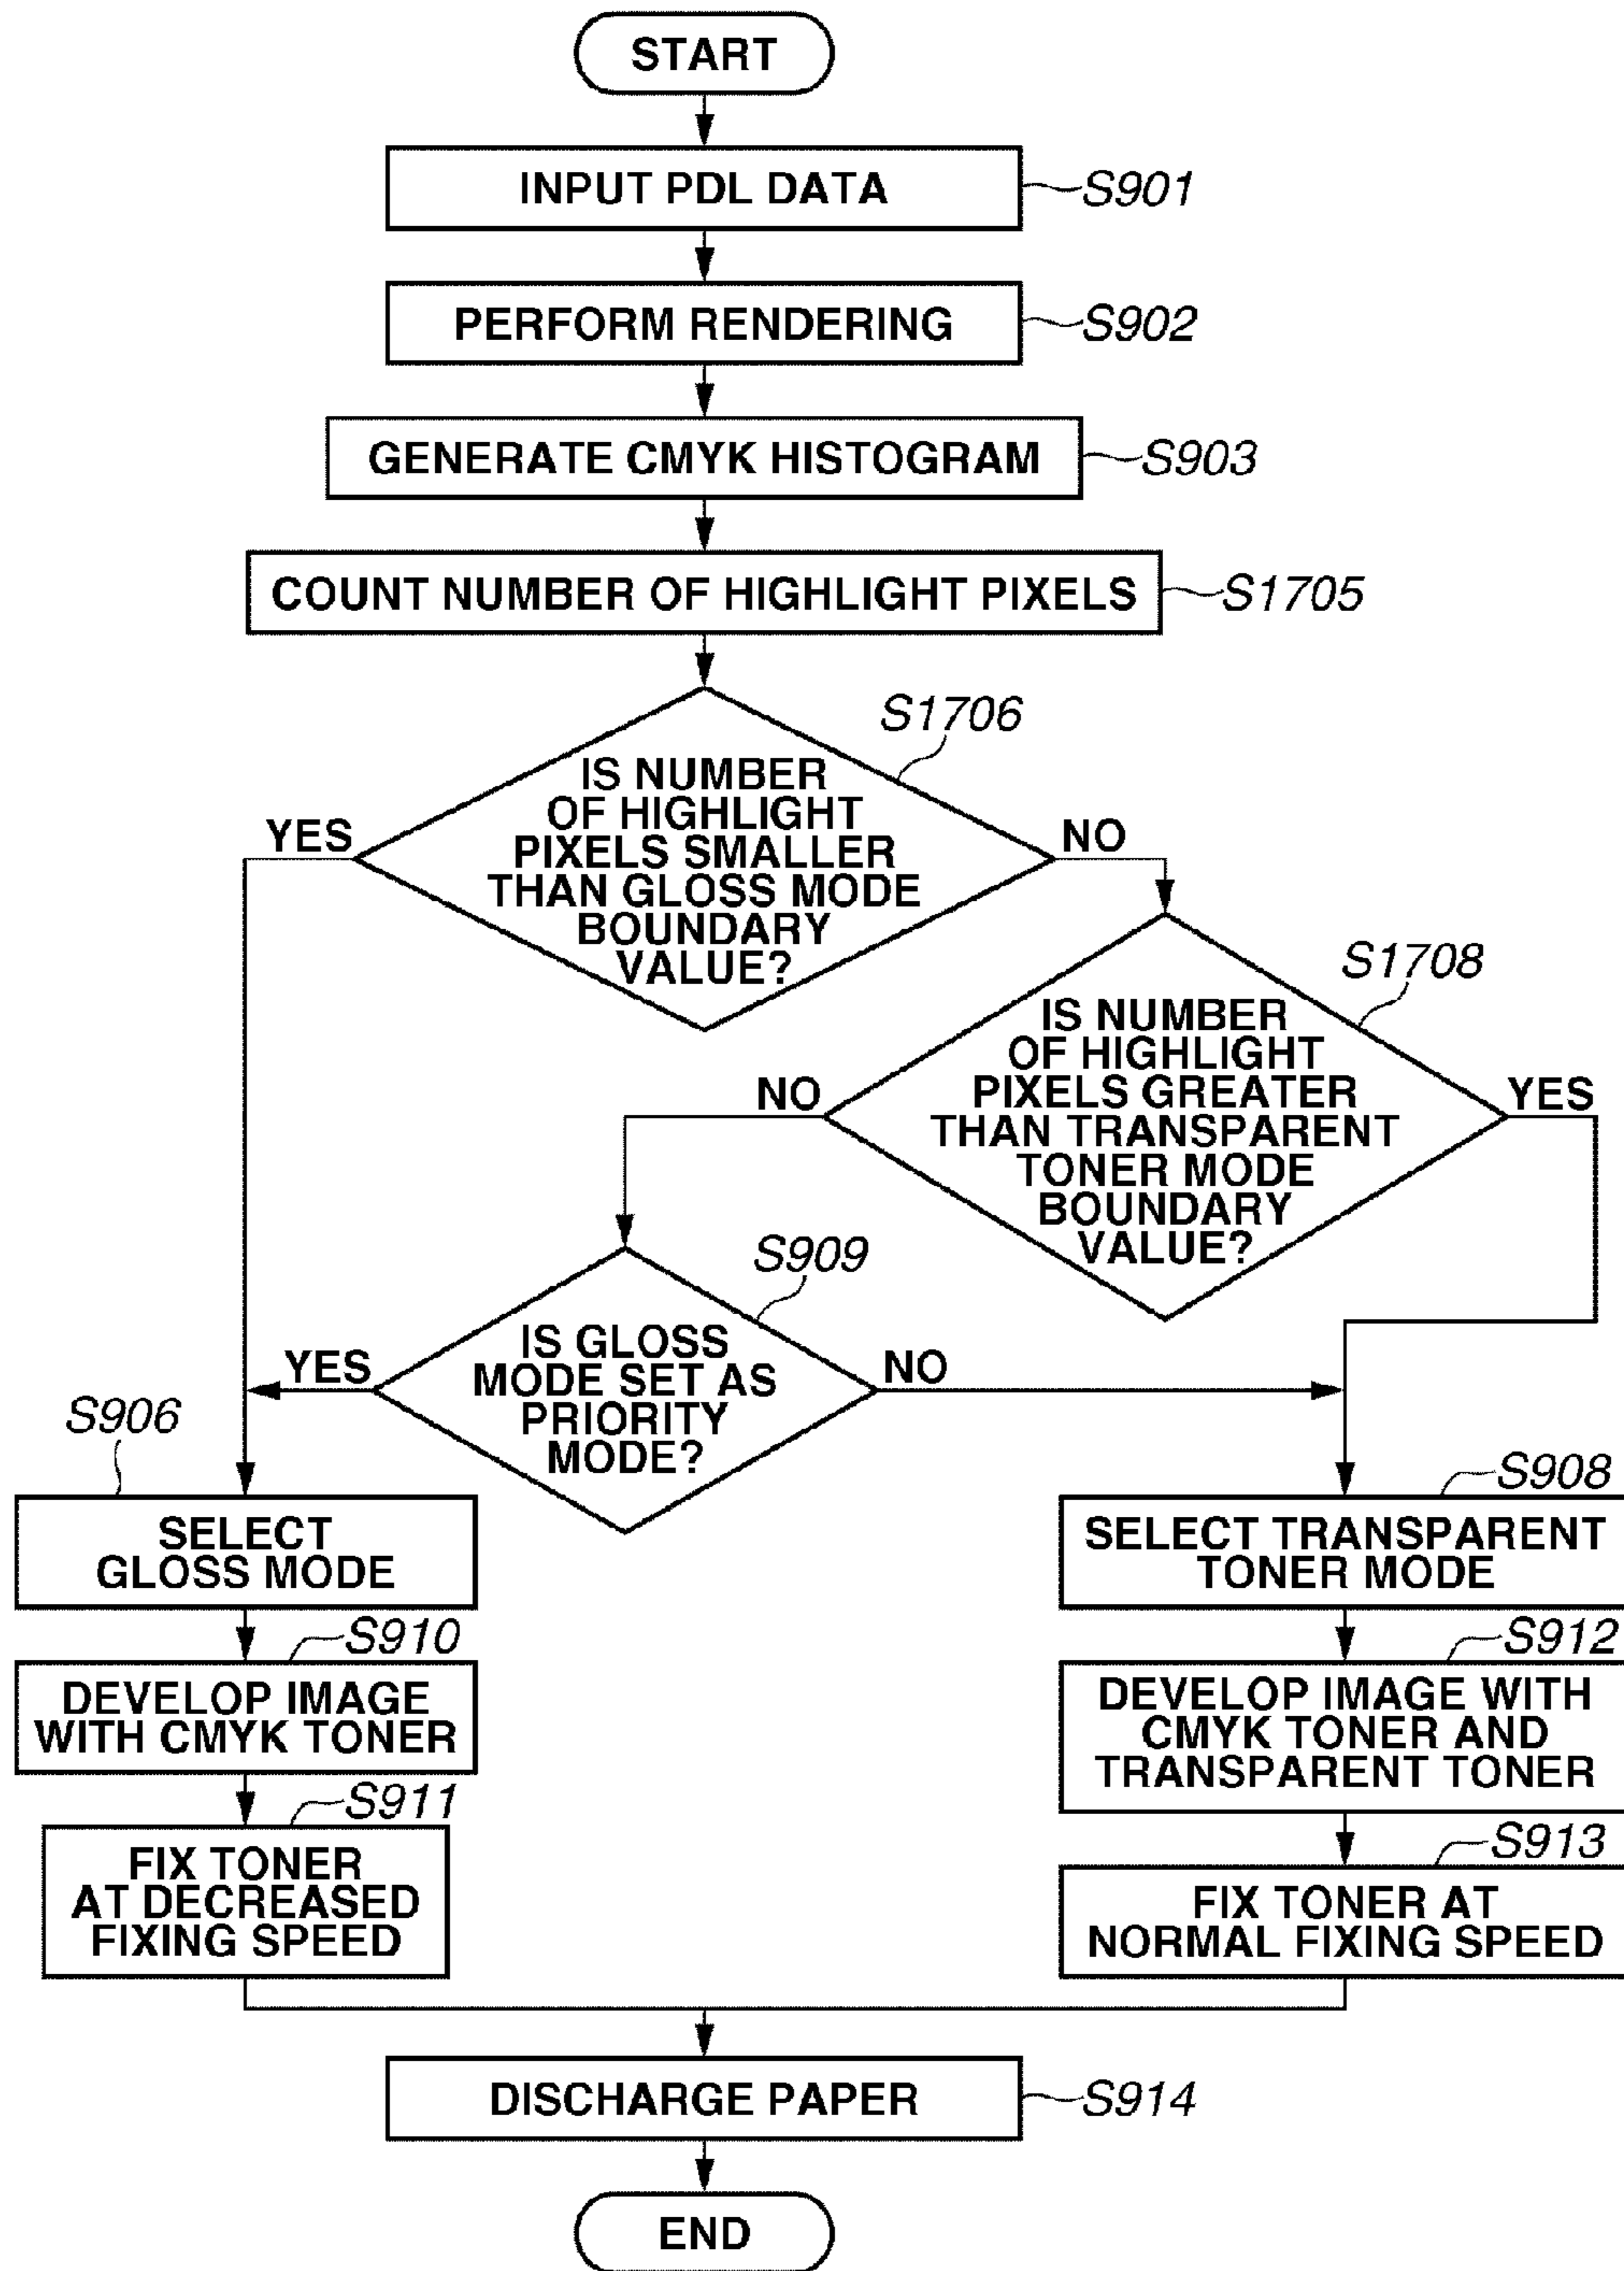 START
INPUT PDL DATA
S901
PERFORM RENDERING
S902
GENERATE CMYK HISTOGRAM
S903
COUNT NUMBER OF HIGHLIGHT PIXELS
S1705
S1706
IS NUMBER
OF HIGHLIGHT
PIXELS SMALLER
THAN GLOSS MODE
BOUNDARY
VALUE?
YES
NO
S1708
IS NUMBER
OF HIGHLIGHT
PIXELS GREATER
THAN TRANSPARENT
TONER MODE
BOUNDARY
VALUE?
NO
YES
S909
IS GLOSS
MODE SET AS
PRIORITY
MODE?
YES
NO
S906
SELECT
GLOSS MODE
S910
DEVELOP IMAGE
WITH CMYK TONER
S911
FIX TONER
AT DECREASED
FIXING SPEED
S908
SELECT TRANSPARENT
TONER MODE
S912
DEVELOP IMAGE WITH
CMYK TONER AND
TRANSPARENT TONER
S913
FIX TONER AT
NORMAL FIXING SPEED
DISCHARGE PAPER
S914
END